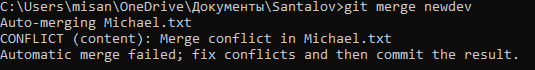 C:\Users\misan\OneDrive\Документы\Santalov>git merge newdev
Auto-merging Michael.txt
CONFLICT (content): Merge conflict in Michael.txt
Automatic merge failed; fix conflicts and then commit the result.